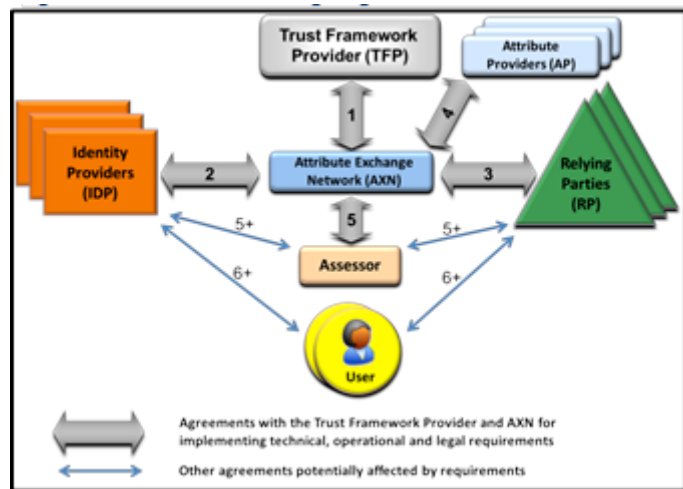 Trust Framework
Provider (TFP)
Attribute
Providers (AP)
1
4
Identity
Providers
(IDP)
2
Attribute Exchange
Network (AXN)
3
Relying
Parties
(RP)
5
5+
5+
Assessor
6+
6+
User
Agreements with the Trust Framework Provider and AXN for
implementing technical, operational and legal requirements
Other agreements potentially affected by requirements